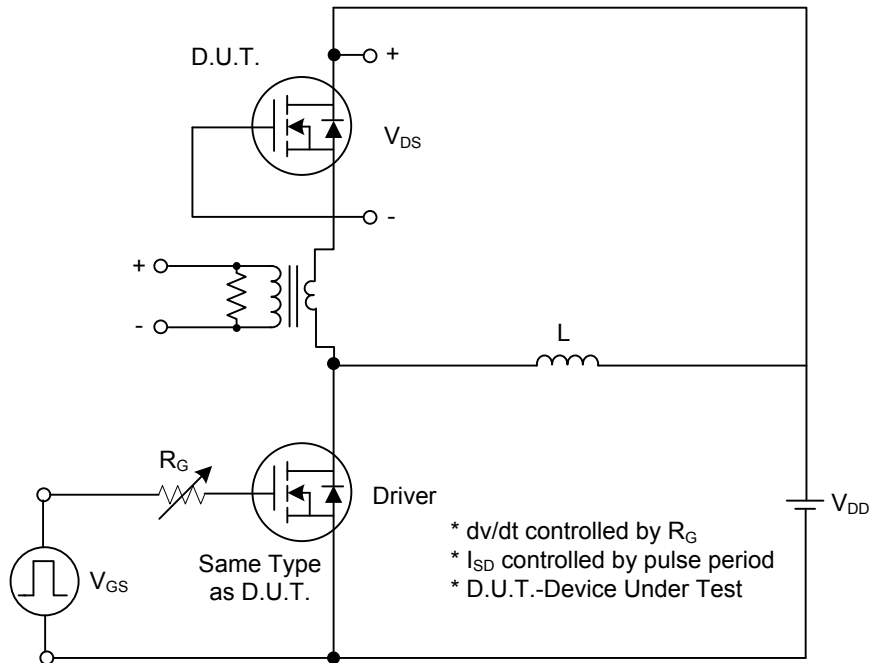 D.U.T.
+
V_DS
-
+
-
L
R_G
Driver
V_DD
V_GS
Same Type
as D.U.T.
* dv/dt controlled by R_G
* I_SD controlled by pulse period
* D.U.T.-Device Under Test